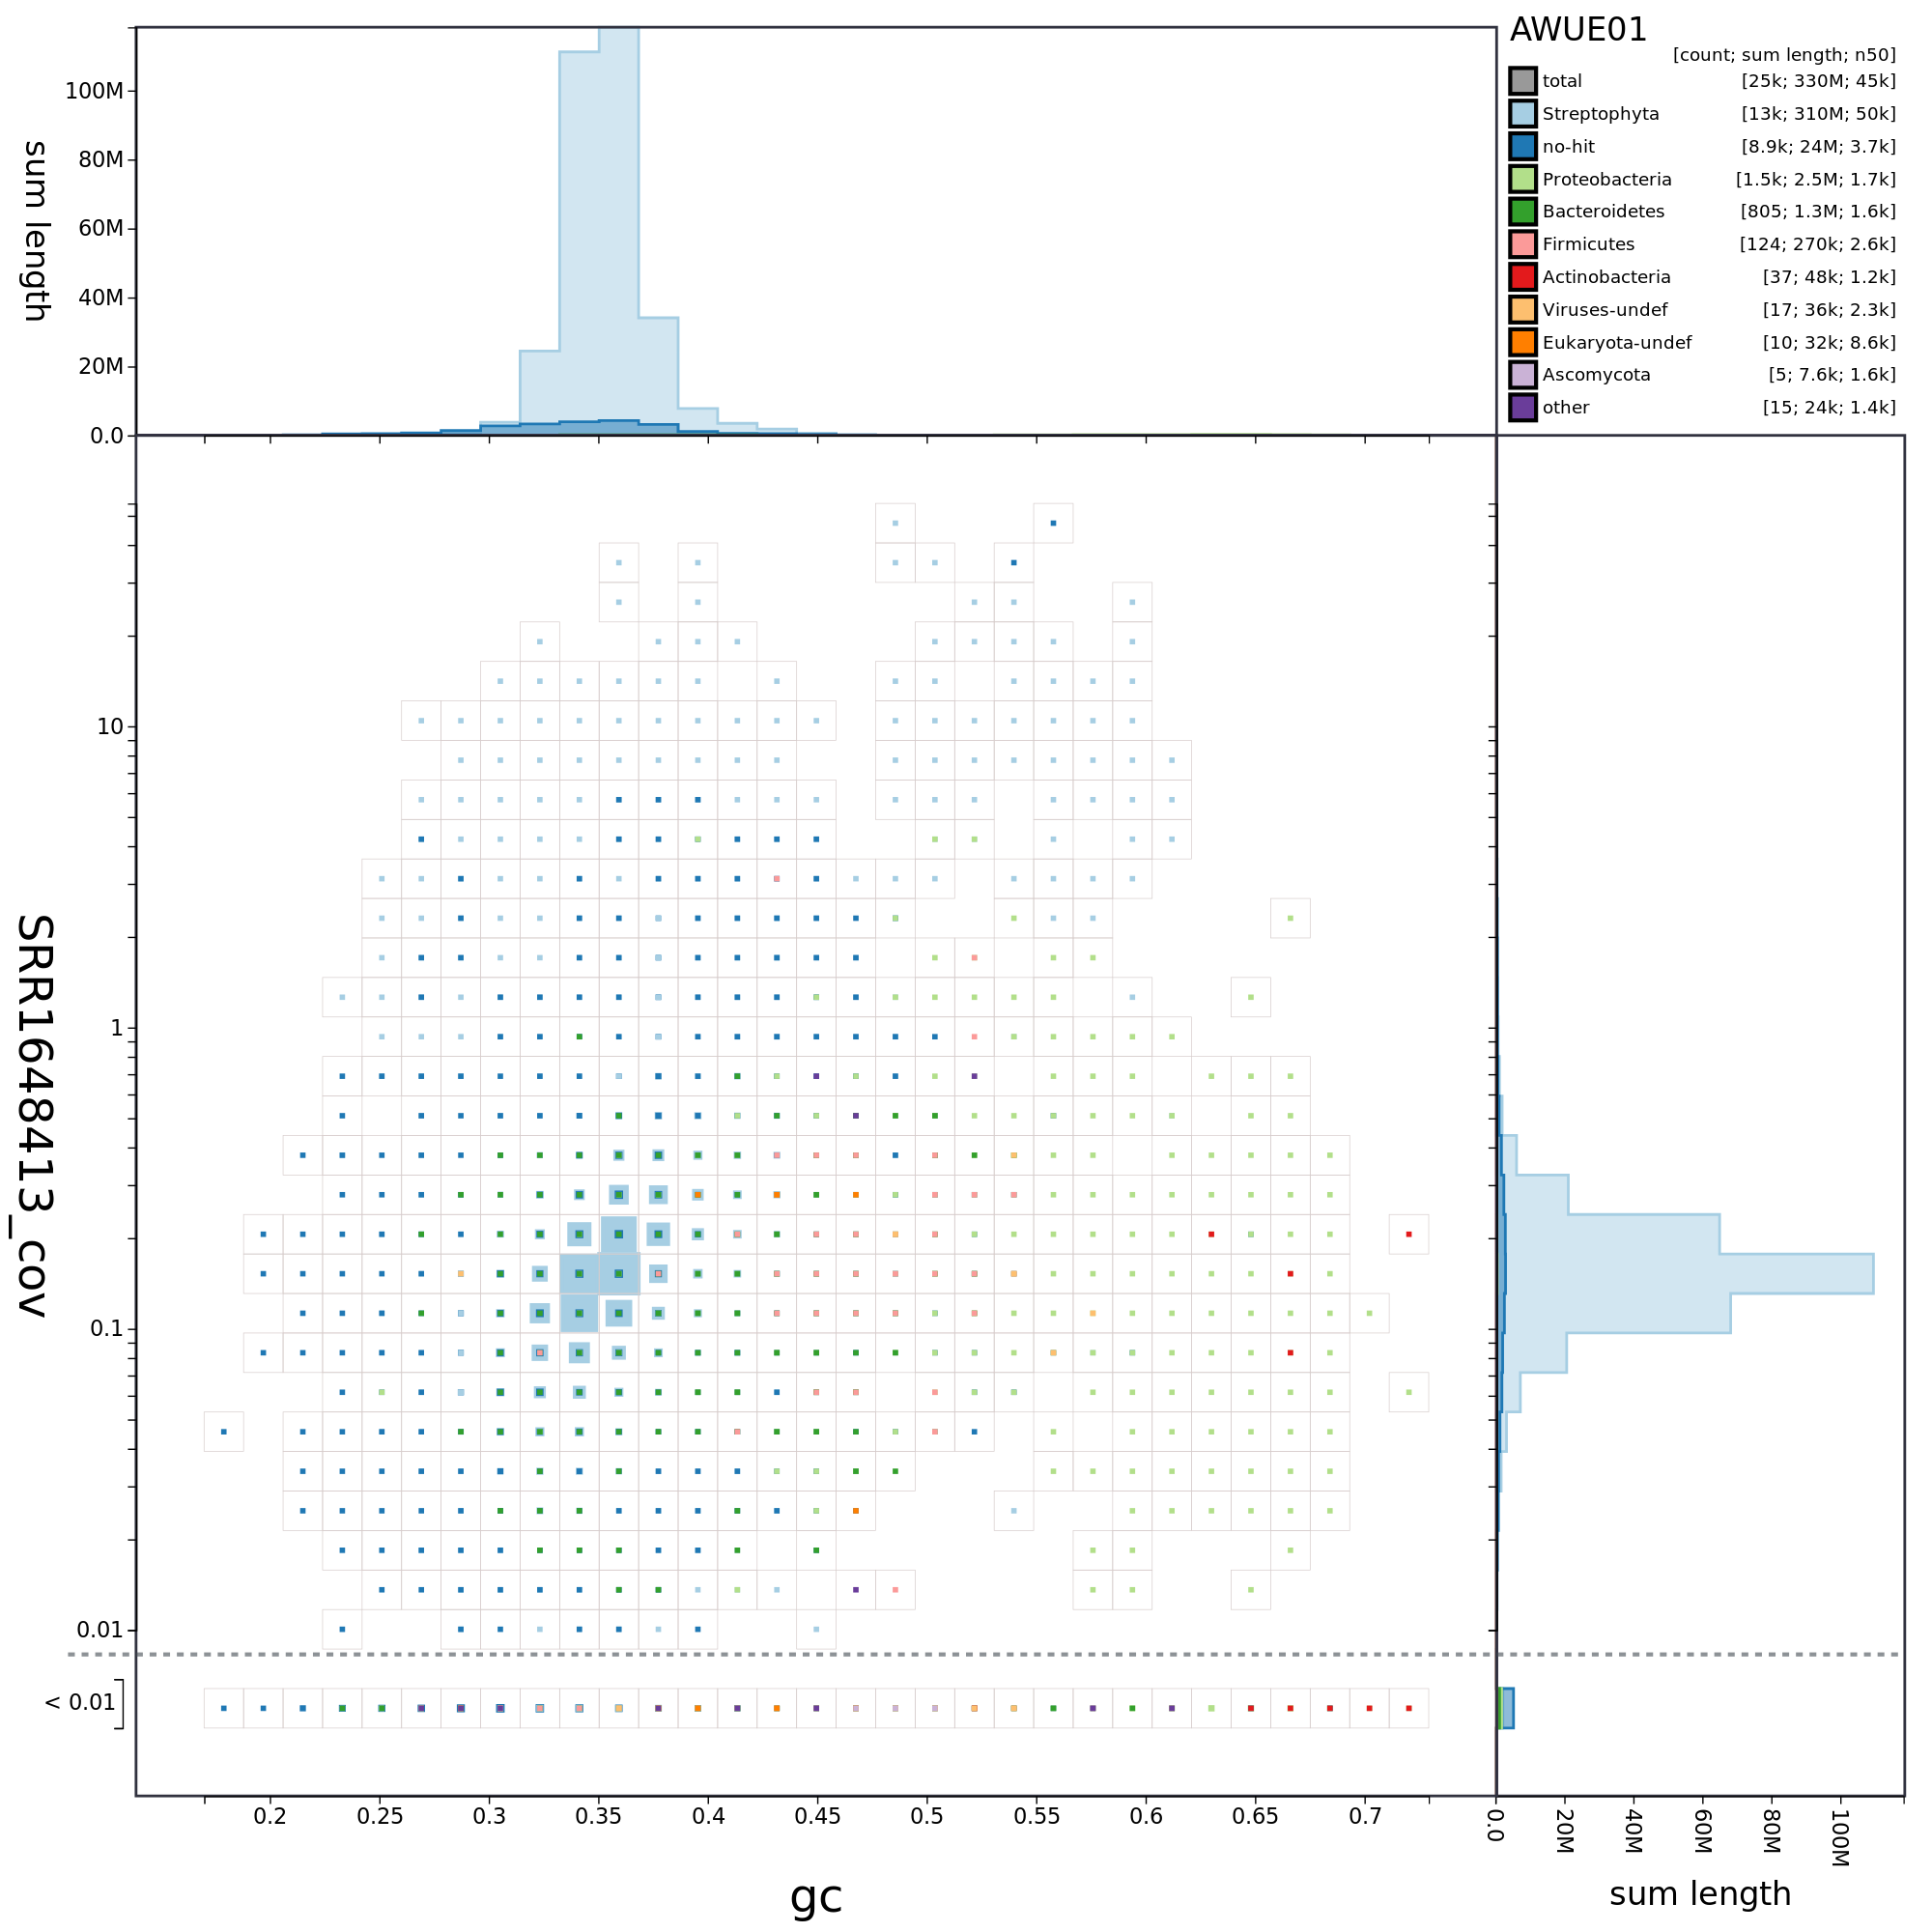 AWUE01
[count; sum length; n50]
total [25k; 330M; 45k]
Streptophyta [13k; 310M; 50k]
no-hit [8.9k; 24M; 3.7k]
Proteobacteria [1.5k; 2.5M; 1.7k]
Bacteroidetes [805; 1.3M; 1.6k]
Firmicutes [124; 270k; 2.6k]
Actinobacteria [37; 48k; 1.2k]
Viruses-undef [17; 36k; 2.3k]
Eukaryota-undef [10; 32k; 8.6k]
Ascomycota [5; 7.6k; 1.6k]
other [15; 24k; 1.4k]
sum length
100M
80M
60M
40M
20M
0.0
SRR1648413_cov
10
1
0.1
0.01
< 0.01
0.2 0.25 0.3 0.35 0.4 0.45 0.5 0.55 0.6 0.65 0.7
gc
0.0 20M 40M 60M 80M 100M
sum length